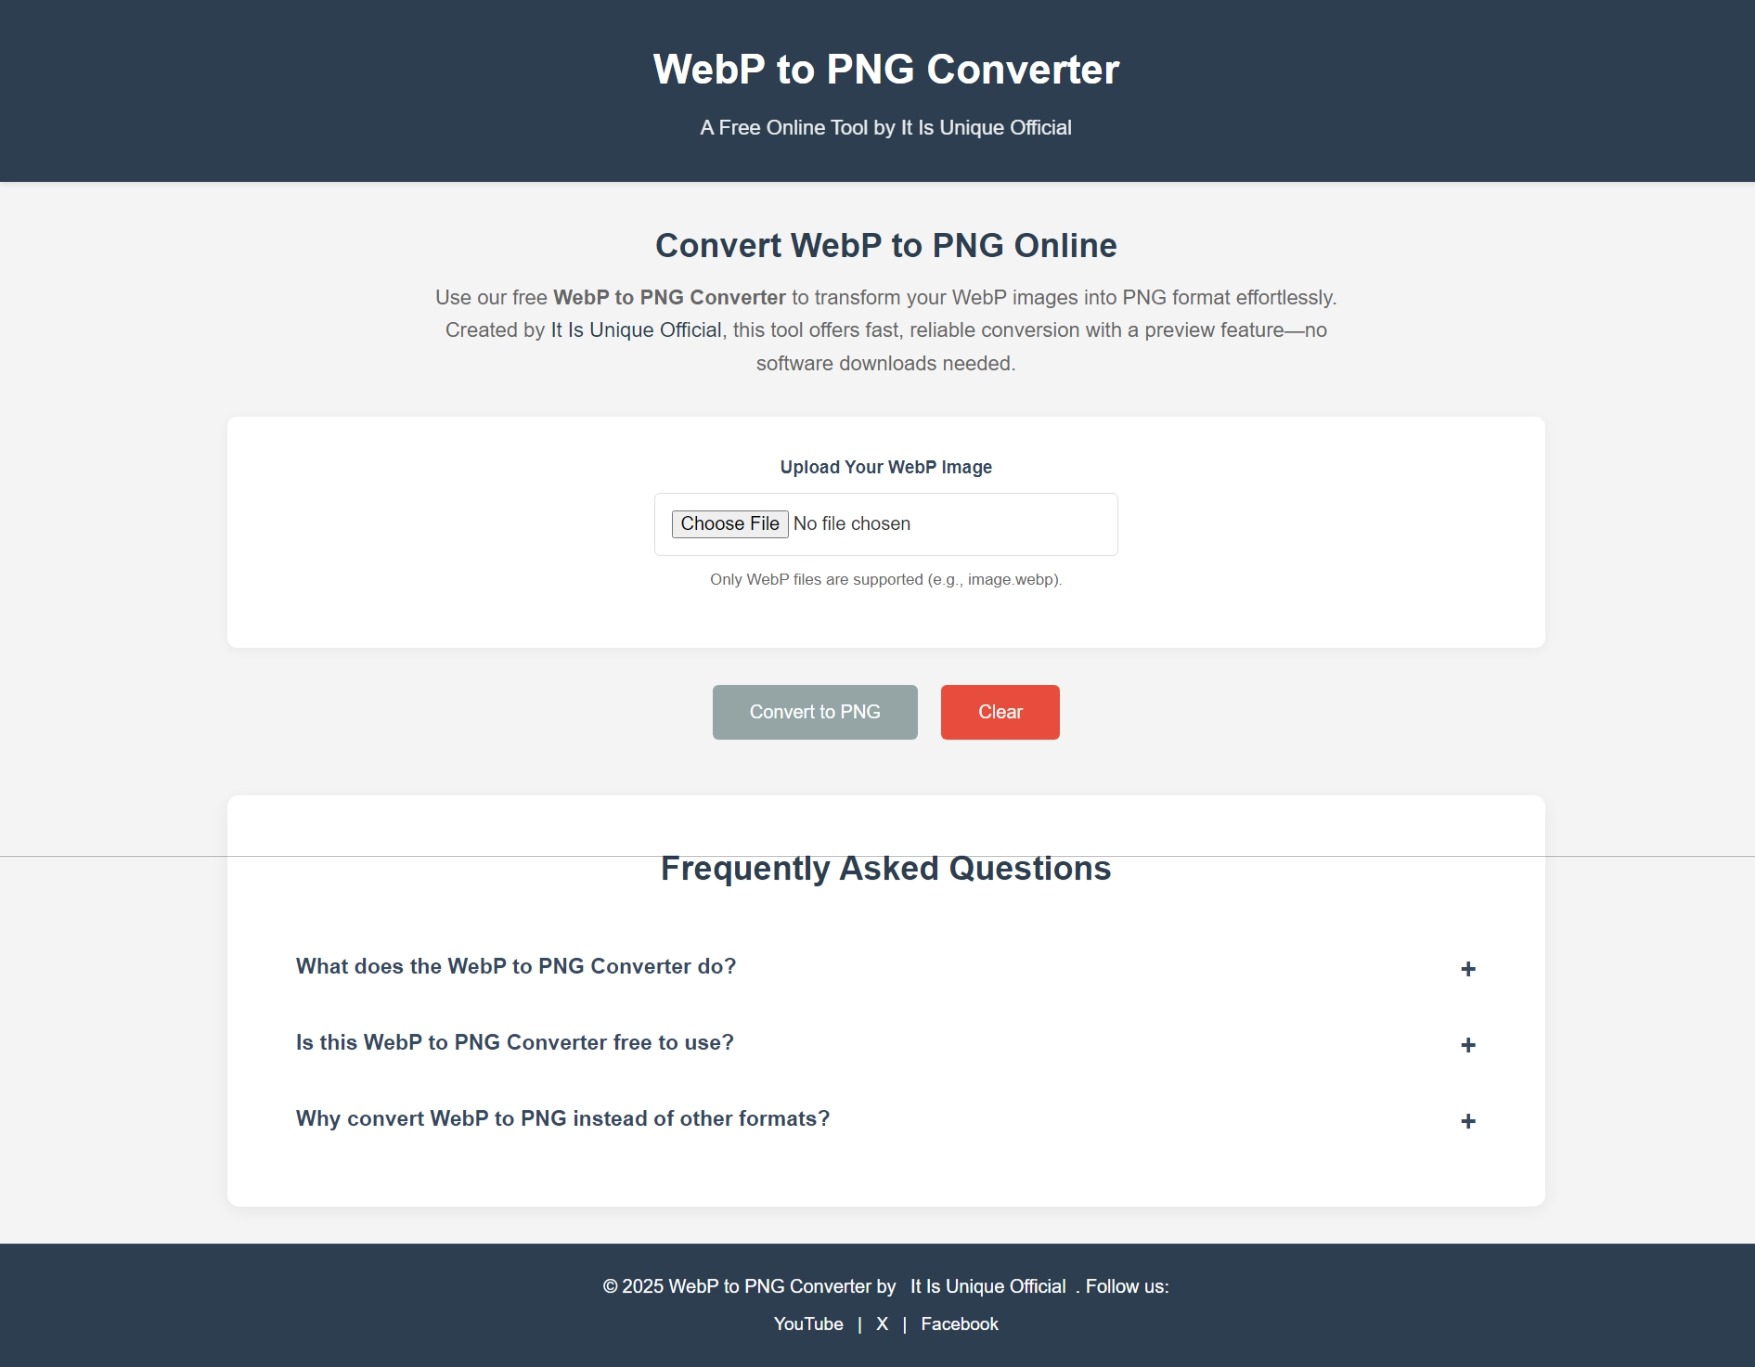 WebP to PNG Converter
A Free Online Tool by It Is Unique Official
Convert WebP to PNG Online
Use our free WebP to PNG Converter to transform your WebP images into PNG format effortlessly.
Created by It Is Unique Official, this tool offers fast, reliable conversion with a preview feature—no
software downloads needed.
Upload Your WebP Image
Choose File No file chosen
Only WebP files are supported (e.g., image.webp).
Convert to PNG Clear
Frequently Asked Questions
What does the WebP to PNG Converter do? +
Is this WebP to PNG Converter free to use? +
Why convert WebP to PNG instead of other formats? +
© 2025 WebP to PNG Converter by It Is Unique Official . Follow us:
YouTube | X | Facebook